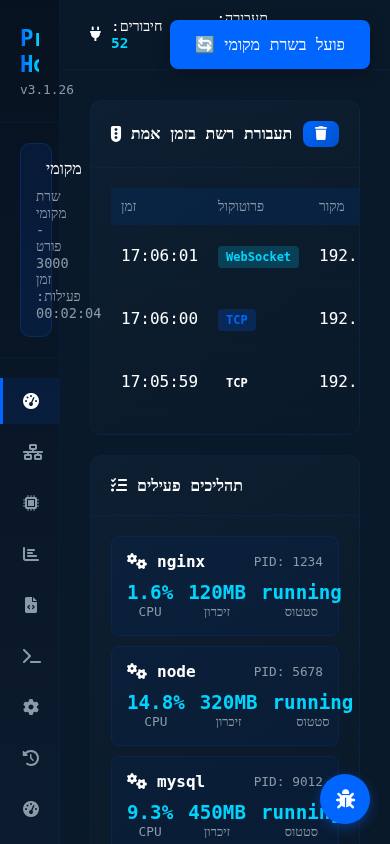 v3.1.26
מקומי
שרת
מקומי
-
פורט
3000
זמן
פעילות:
00:02:04
חיבורים:
52
פועל בשרת מקומי
תעבורת רשת בזמן אמת
זמן פרוטוקול מקור
17:06:01 WebSocket 192.
17:06:00 TCP 192.
17:05:59 TCP 192.
תהליכים פעילים
nginx PID: 1234
1.6% 120MB running
CPU זיכרון סטטוס
node PID: 5678
14.8% 320MB running
CPU זיכרון סטטוס
mysql PID: 9012
9.3% 450MB
CPU זיכרון סטטוס